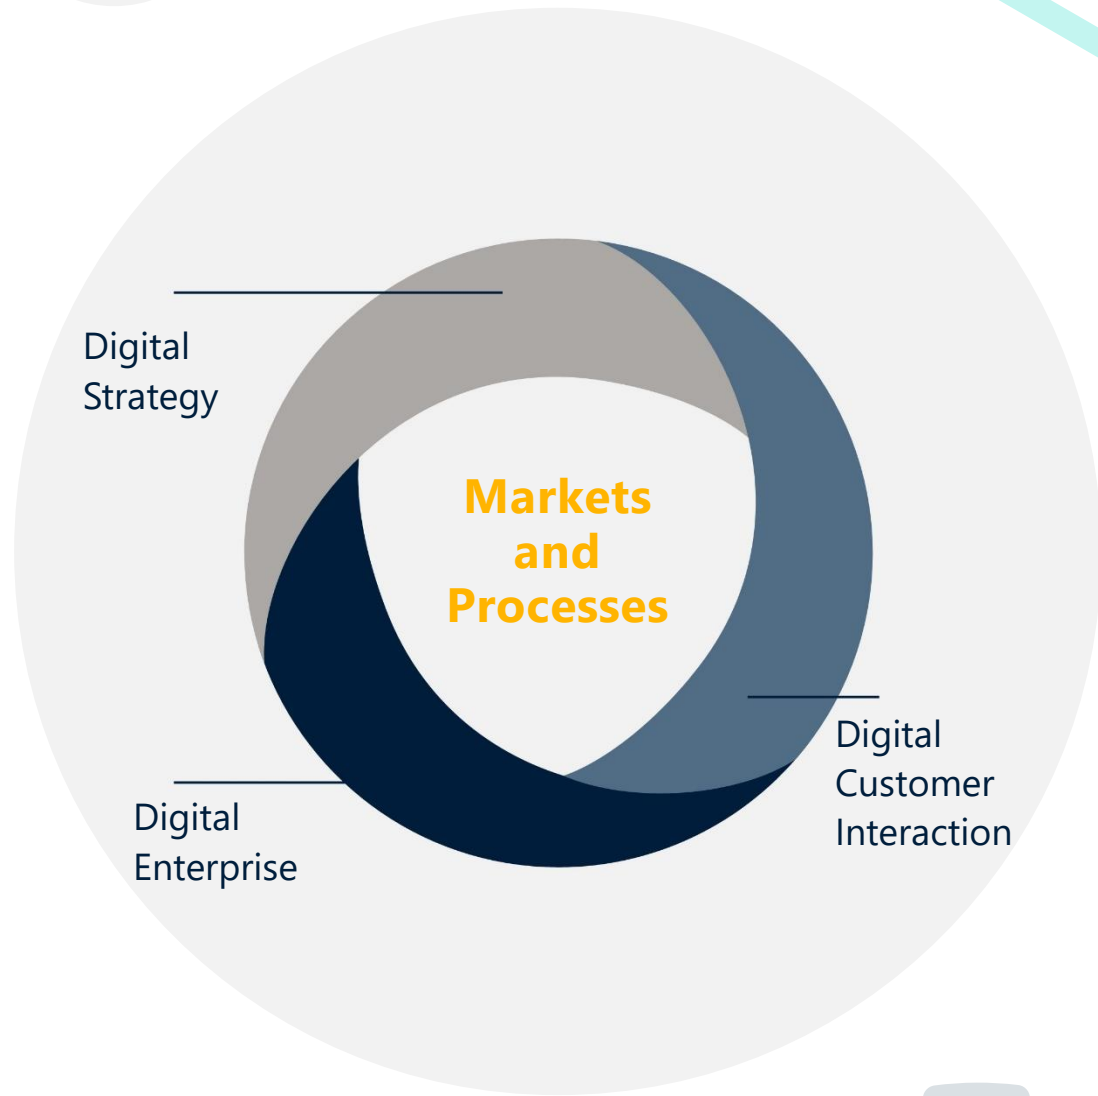 Digital
Strategy
Markets
and
Processes
Digital
Customer
Interaction
Digital
Enterprise